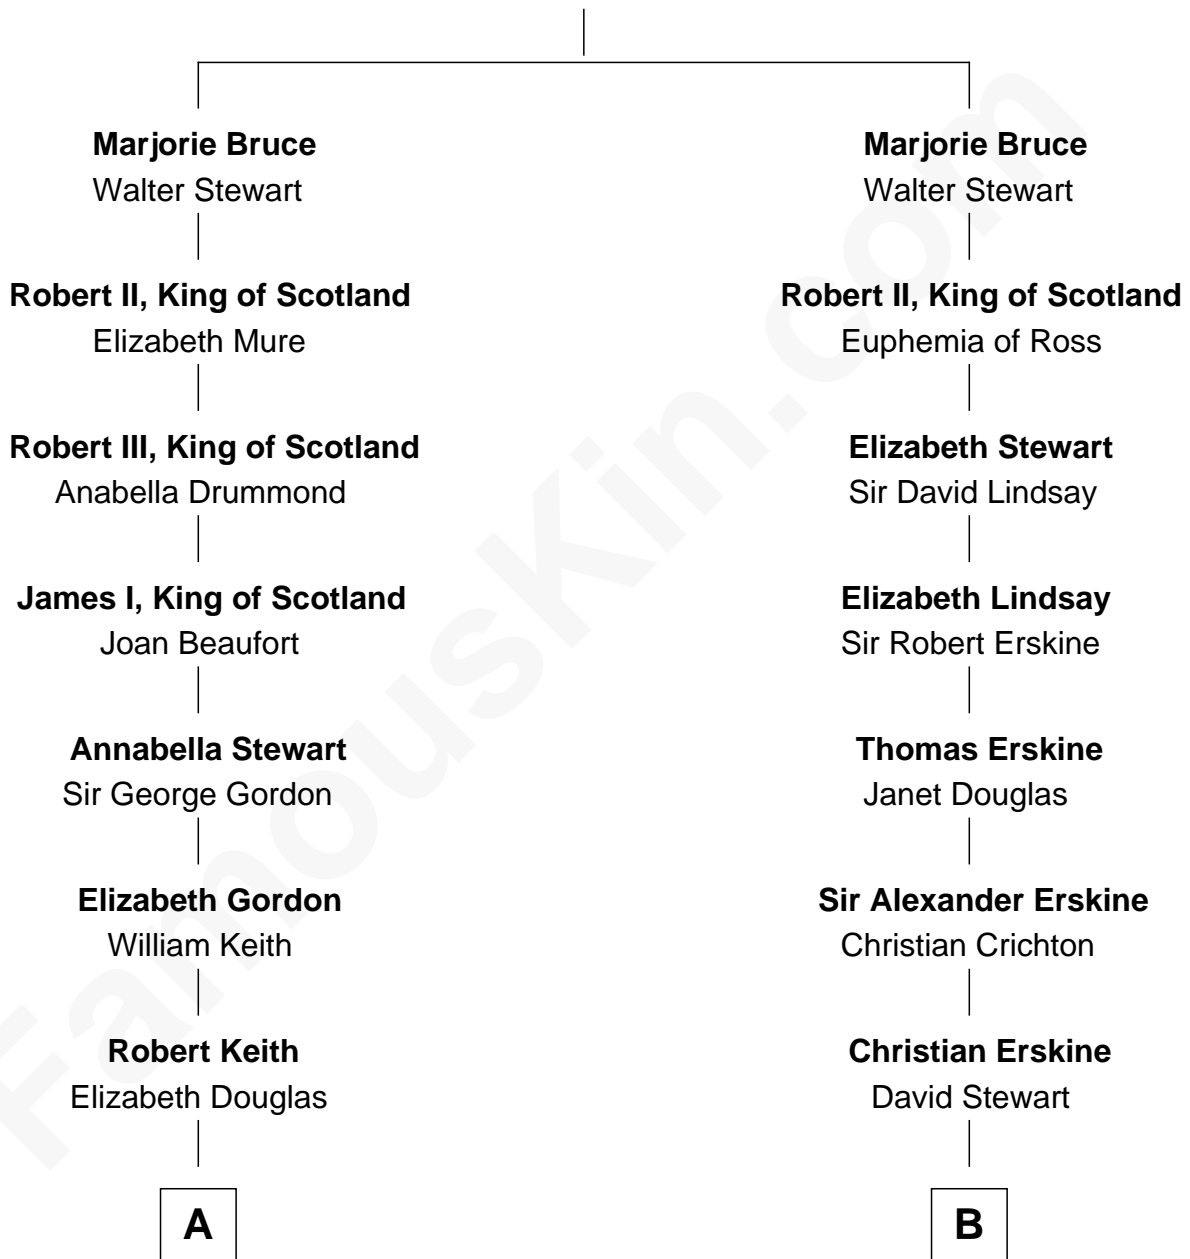 Marjorie Bruce
Walter Stewart
Robert II, King of Scotland
Elizabeth Mure
Robert III, King of Scotland
Anabella Drummond
James I, King of Scotland
Joan Beaufort
Annabella Stewart
Sir George Gordon
Elizabeth Gordon
William Keith
Robert Keith
Elizabeth Douglas
A
Marjorie Bruce
Walter Stewart
Robert II, King of Scotland
Euphemia of Ross
Elizabeth Stewart
Sir David Lindsay
Elizabeth Lindsay
Sir Robert Erskine
Thomas Erskine
Janet Douglas
Sir Alexander Erskine
Christian Crichton
Christian Erskine
David Stewart
B
FamousKin.com